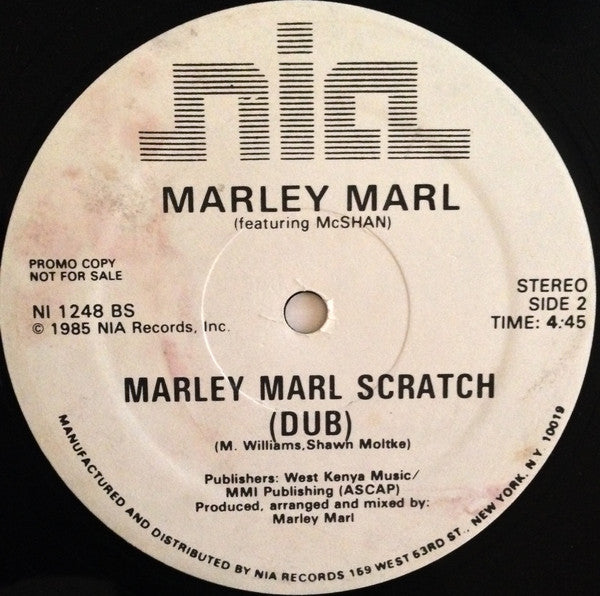 nia
MARLEY MARL
(featuring McSHAN)
PROMO COPY
NOT FOR SALE
NI 1248 BS
© 1985 NIA Records, Inc.
STEREO
SIDE 2
TIME: 4:45
MARLEY MARL SCRATCH
(DUB)
(M. Williams,Shawn Moltke)
Publishers: West Kenya Music/
MMI Publishing (ASCAP)
Produced, arranged and mixed by:
Marley Marl
MANUFACTURED AND DISTRIBUTED BY NIA RECORDS 159 WEST 63RD ST., NEW YORK, N.Y. 10019